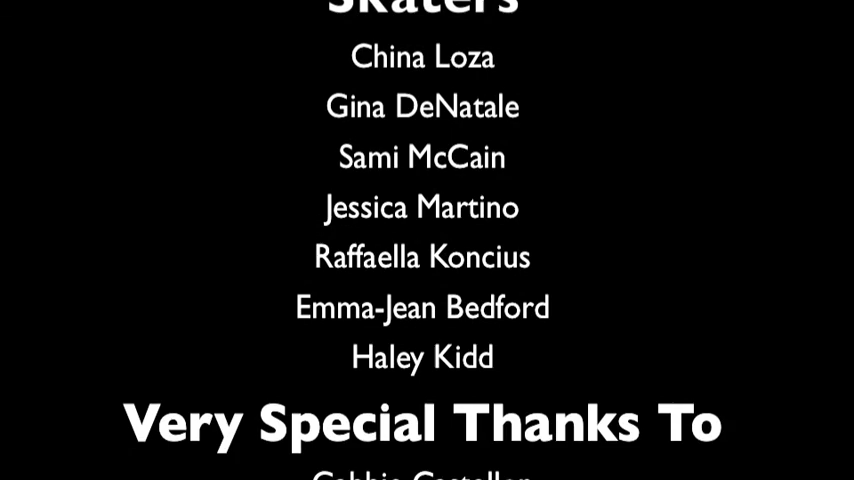 Skaters
China Loza
Gina DeNatale
Sami McCain
Jessica Martino
Raffaella Koncius
Emma-Jean Bedford
Haley Kidd
Very Special Thanks To